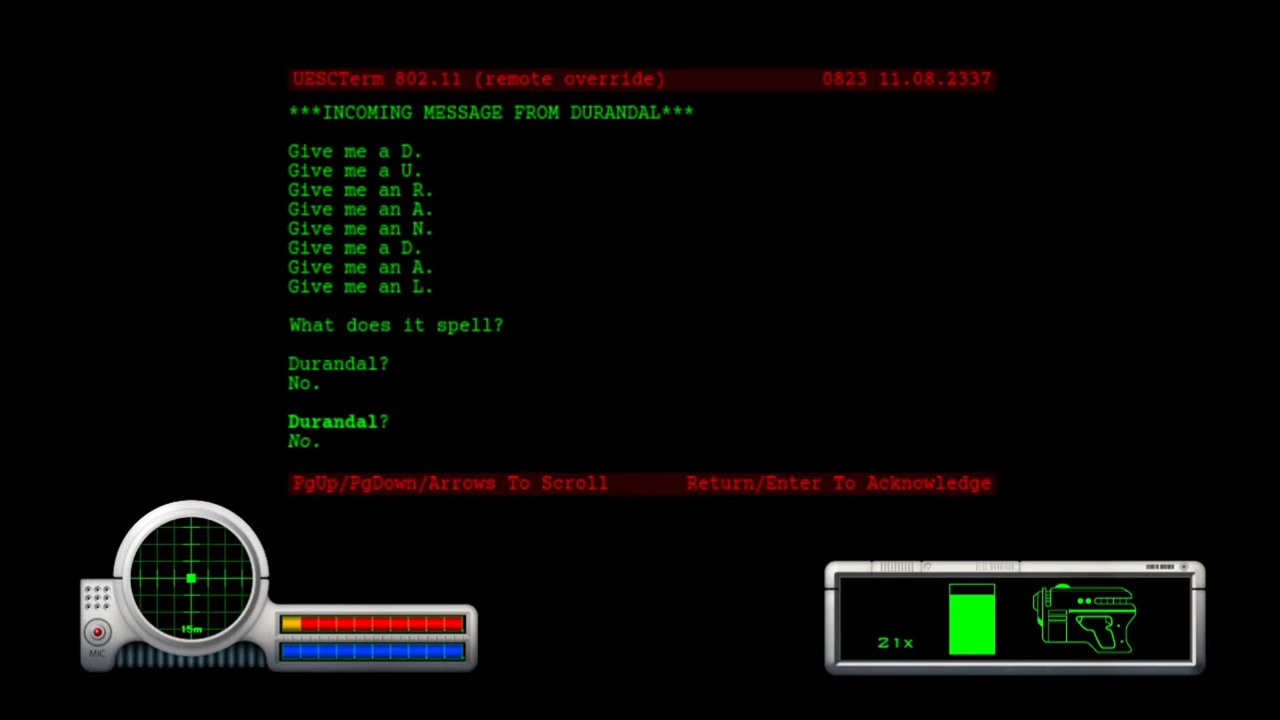 UESCTerm 802.11 (remote override) 0823 11.08.2337
***INCOMING MESSAGE FROM DURANDAL***
Give me a D.
Give me a U.
Give me an R.
Give me an A.
Give me an N.
Give me a D.
Give me an A.
Give me an L.
What does it spell?
Durandal?
No.
Durandal?
No.
PgUp/PgDown/Arrows To Scroll Return/Enter To Acknowledge
15m
MIC
21x